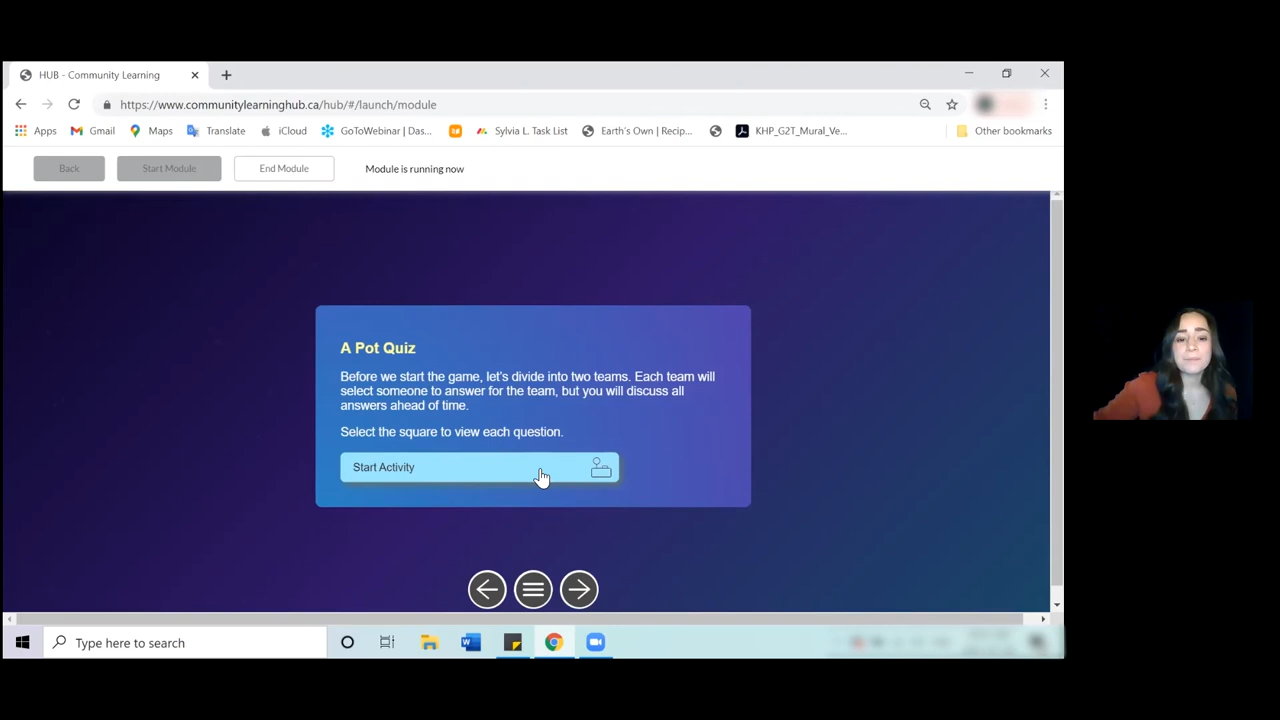 HUB - Community Learning
https://www.communitylearninghub.ca/hub/#/launch/module
Apps Gmail Maps Translate iCloud GoToWebinar | Das... Sylvia L. Task List Earth's Own | Recip... KHP_G2T_Mural_Ve... Other bookmarks
Back Start Module End Module Module is running now
A Pot Quiz
Before we start the game, let's divide into two teams. Each team will
select someone to answer for the team, but you will discuss all
answers ahead of time.
Select the square to view each question.
Start Activity
Type here to search